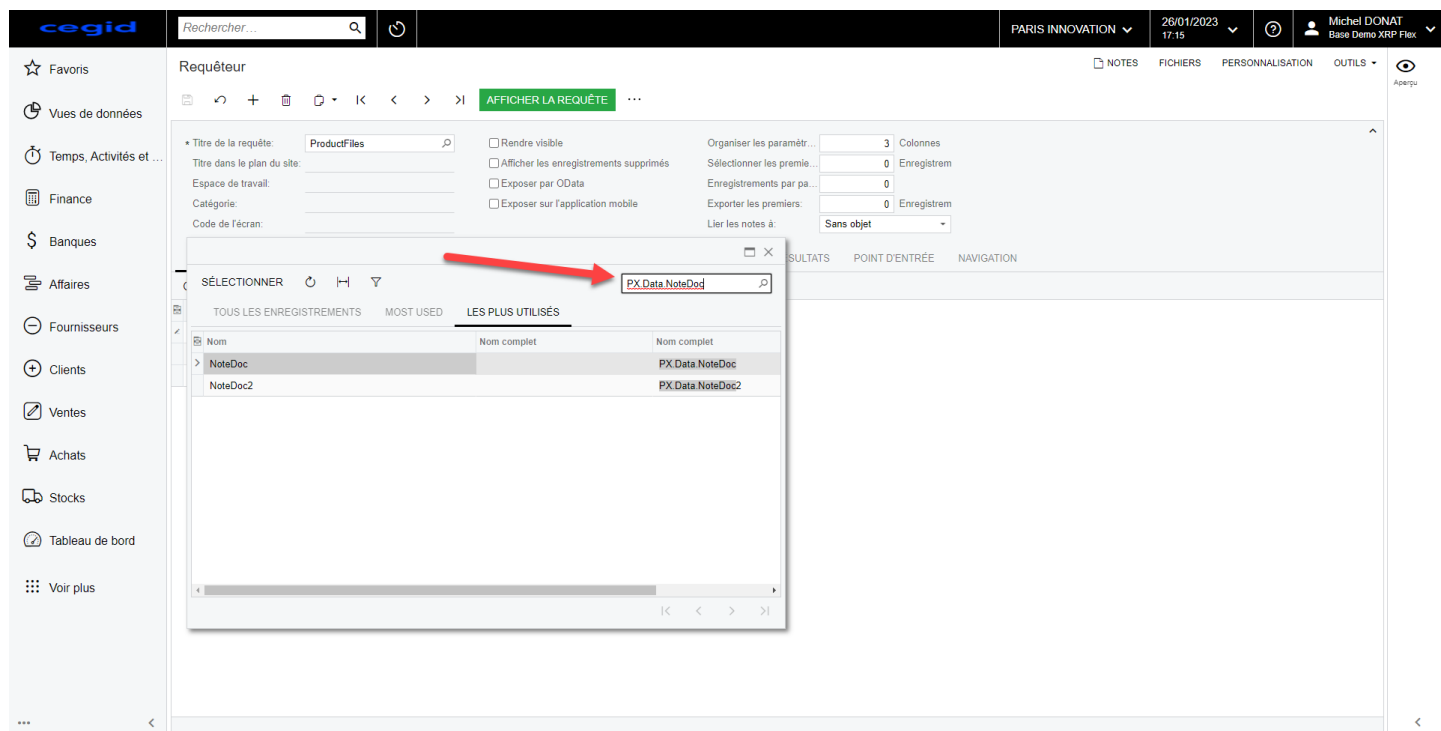 cegid
Rechercher...
PARIS INNOVATION
26/01/2023
17:15
Michel DONAT
Base Demo XRP Flex
Favoris
Vues de données
Temps, Activités et ...
Finance
Banques
Affaires
Fournisseurs
Clients
Ventes
Achats
Stocks
Tableau de bord
Voir plus
Requêteur
NOTES FICHIERS PERSONNALISATION OUTILS
Aperçu
AFFICHER LA REQUÊTE
* Titre de la requête: ProductFiles
Titre dans le plan du site:
Espace de travail:
Catégorie:
Code de l'écran:
Rendre visible
Afficher les enregistrements supprimés
Exposer par OData
Exposer sur l'application mobile
Organiser les paramétr... 3 Colonnes
Sélectionner les premie... 0 Enregistrem
Enregistrements par pa... 0
Exporter les premiers: 0 Enregistrem
Lier les notes à: Sans objet
SULTATS POINT D'ENTRÉE NAVIGATION
SÉLECTIONNER
PX.Data.NoteDoc
TOUS LES ENREGISTREMENTS MOST USED LES PLUS UTILISÉS
Nom Nom complet Nom complet
NoteDoc PX.Data.NoteDoc
NoteDoc2 PX.Data.NoteDoc2